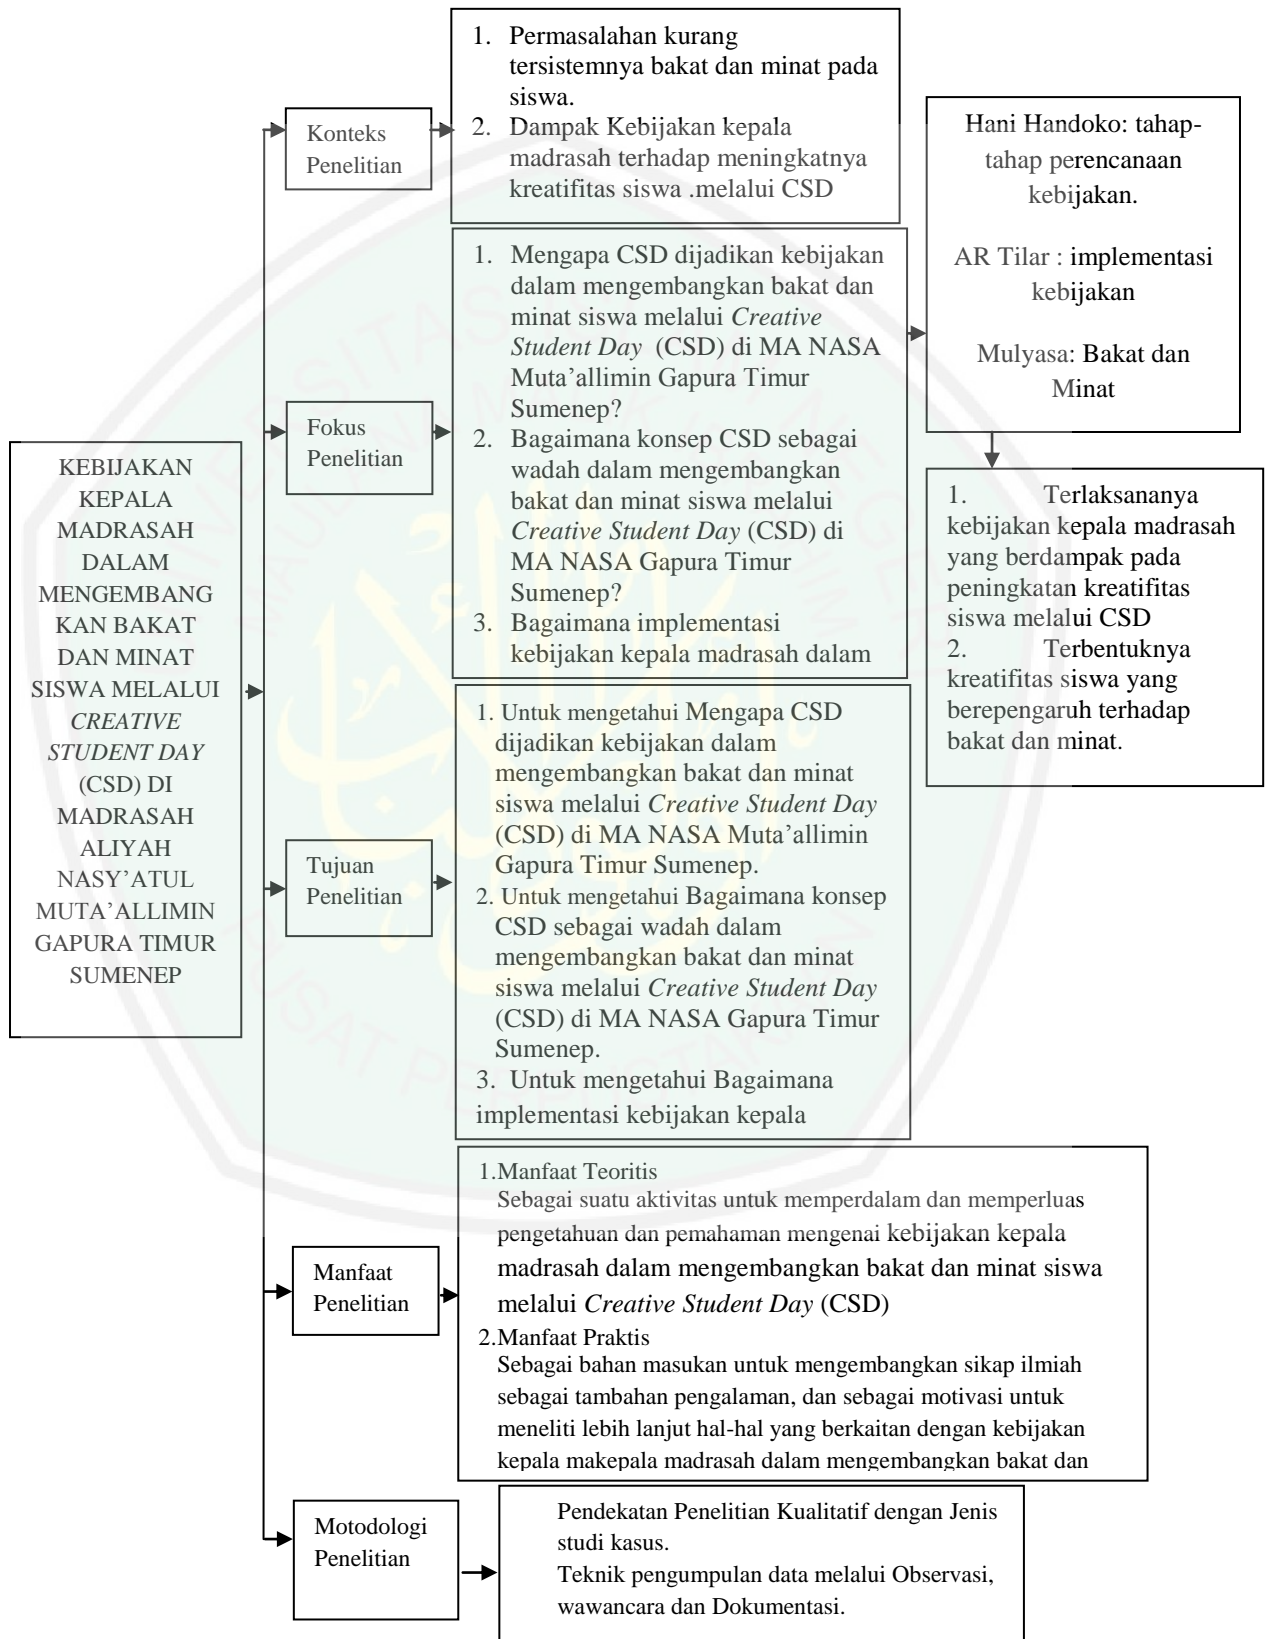 KEBIJAKAN
KEPALA
MADRASAH
DALAM
MENGEMBANG
KAN BAKAT
DAN MINAT
SISWA MELALUI
CREATIVE
STUDENT DAY
(CSD) DI
MADRASAH
ALIYAH
NASY’ATUL
MUTA’ALLIMIN
GAPURA TIMUR
SUMENEP
Konteks
Penelitian
1. Permasalahan kurang
tersistemnya bakat dan minat pada
siswa.
2. Dampak Kebijakan kepala
madrasah terhadap meningkatnya
kreatifitas siswa .melalui CSD
Fokus
Penelitian
1. Mengapa CSD dijadikan kebijakan
dalam mengembangkan bakat dan
minat siswa melalui Creative
Student Day (CSD) di MA NASA
Muta’allimin Gapura Timur
Sumenep?
2. Bagaimana konsep CSD sebagai
wadah dalam mengembangkan
bakat dan minat siswa melalui
Creative Student Day (CSD) di
MA NASA Gapura Timur
Sumenep?
3. Bagaimana implementasi
kebijakan kepala madrasah dalam
Hani Handoko: tahap-
tahap perencanaan
kebijakan.
AR Tilar : implementasi
kebijakan
Mulyasa: Bakat dan
Minat
1. Terlaksananya
kebijakan kepala madrasah
yang berdampak pada
peningkatan kreatifitas
siswa melalui CSD
2. Terbentuknya
kreatifitas siswa yang
berepengaruh terhadap
bakat dan minat.
Tujuan
Penelitian
1. Untuk mengetahui Mengapa CSD
dijadikan kebijakan dalam
mengembangkan bakat dan minat
siswa melalui Creative Student Day
(CSD) di MA NASA Muta’allimin
Gapura Timur Sumenep.
2. Untuk mengetahui Bagaimana konsep
CSD sebagai wadah dalam
mengembangkan bakat dan minat
siswa melalui Creative Student Day
(CSD) di MA NASA Gapura Timur
Sumenep.
3. Untuk mengetahui Bagaimana
implementasi kebijakan kepala
Manfaat
Penelitian
1.Manfaat Teoritis
Sebagai suatu aktivitas untuk memperdalam dan memperluas
pengetahuan dan pemahaman mengenai kebijakan kepala
madrasah dalam mengembangkan bakat dan minat siswa
melalui Creative Student Day (CSD)
2.Manfaat Praktis
Sebagai bahan masukan untuk mengembangkan sikap ilmiah
sebagai tambahan pengalaman, dan sebagai motivasi untuk
meneliti lebih lanjut hal-hal yang berkaitan dengan kebijakan
kepala makepala madrasah dalam mengembangkan bakat dan
Motodologi
Penelitian
Pendekatan Penelitian Kualitatif dengan Jenis
studi kasus.
Teknik pengumpulan data melalui Observasi,
wawancara dan Dokumentasi.